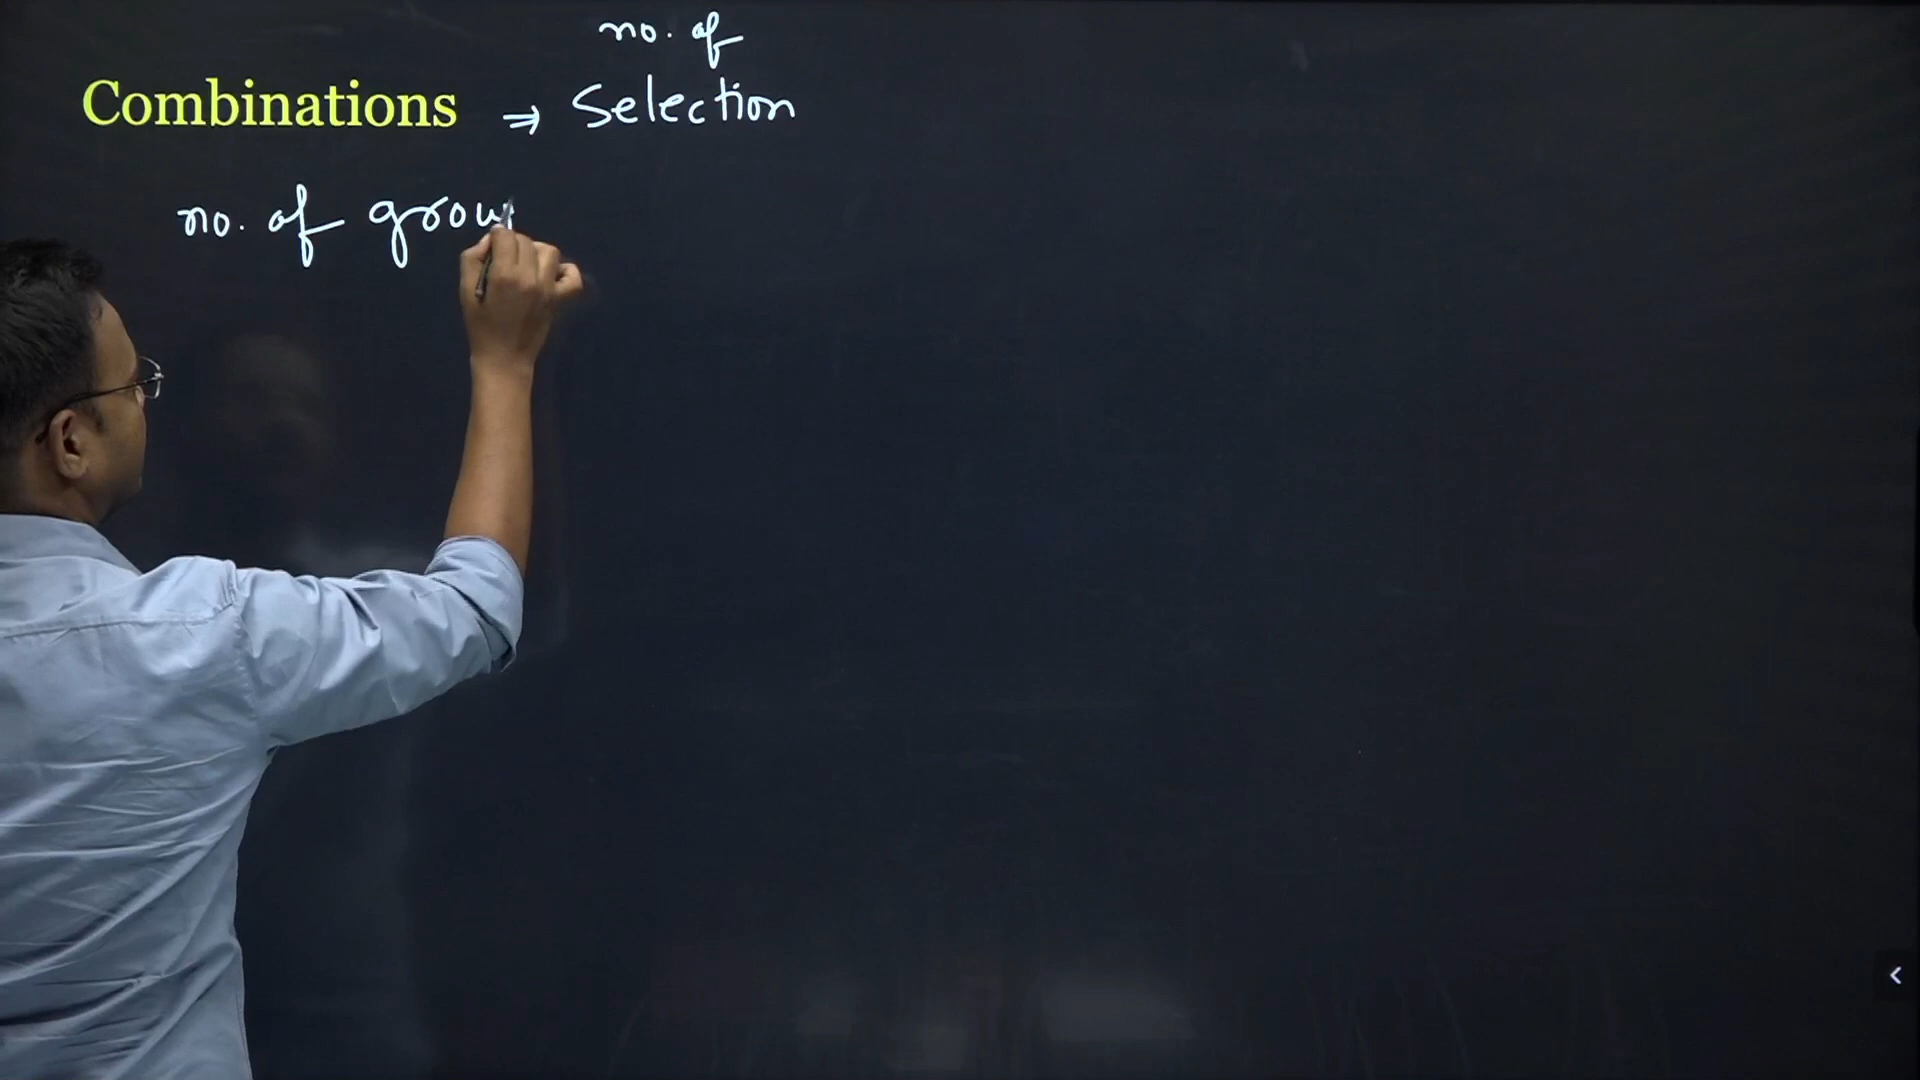 no. of
Combinations ⇒ Selection
no. of grou